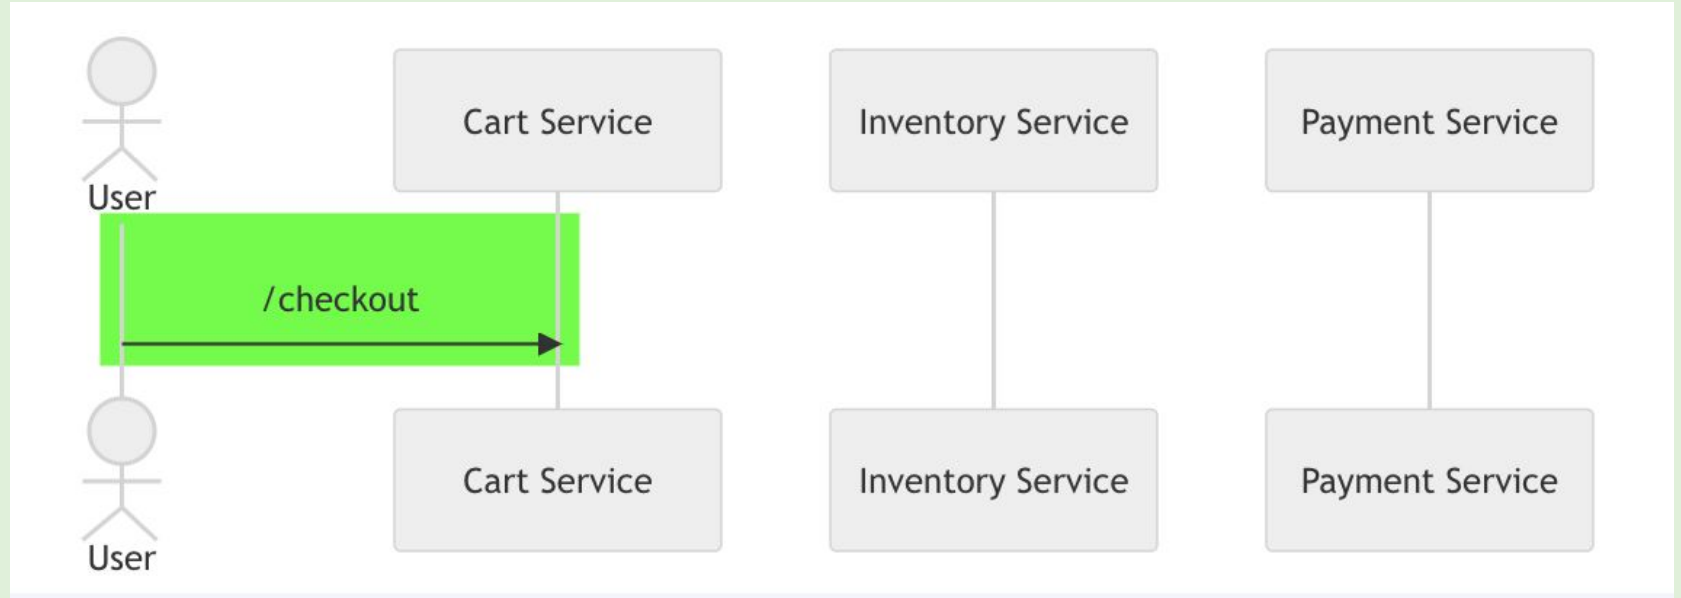 Cart Service
Inventory Service
Payment Service
User
/checkout
Cart Service
Inventory Service
Payment Service
User